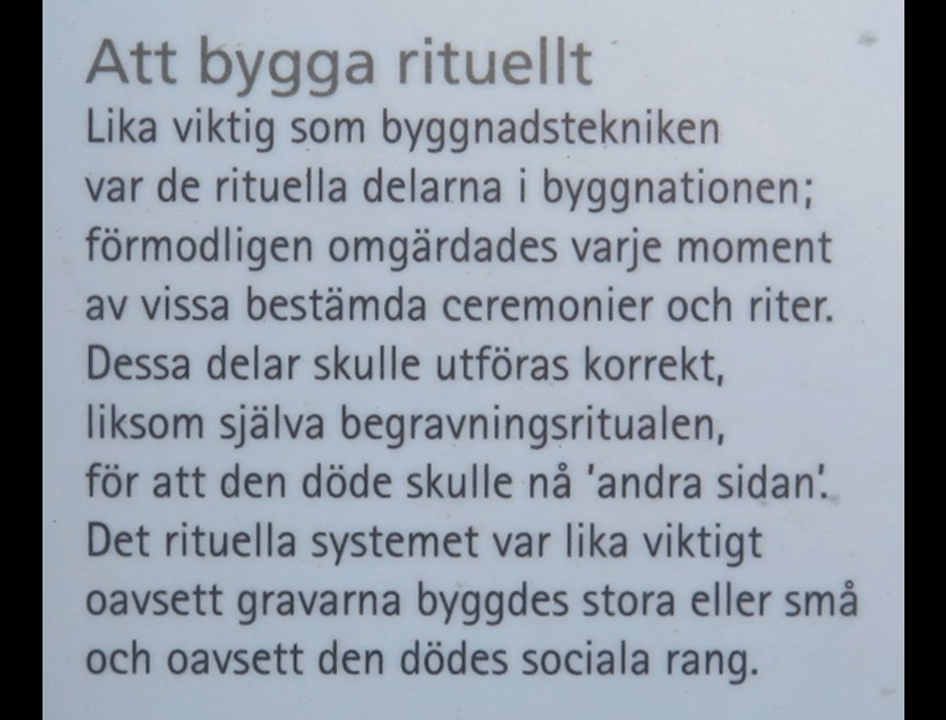 Att bygga rituellt
Lika viktig som byggnadstekniken
var de rituella delarna i byggnationen;
förmodligen omgärdades varje moment
av vissa bestämda ceremonier och riter.
Dessa delar skulle utföras korrekt,
liksom själva begravningsritualen,
för att den döde skulle nå 'andra sidan'.
Det rituella systemet var lika viktigt
oavsett gravarna byggdes stora eller små
och oavsett den dödes sociala rang.